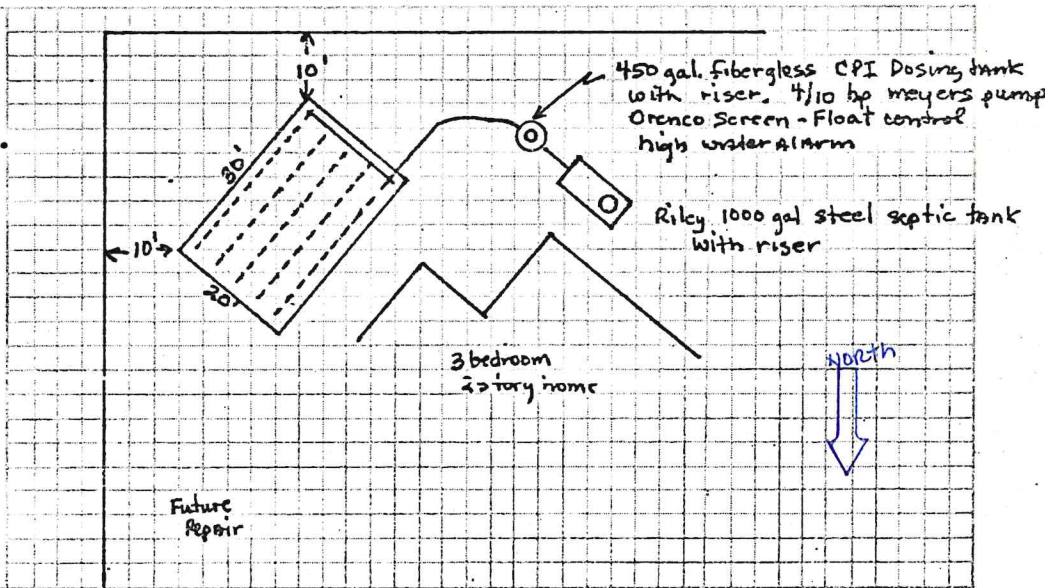 10'
450 gal. fibergless CPI Dosing tank
with riser. 4/10 hp meyers pump
Orenco Screen - Float control
high water Alarm
30'
Riley 1000 gal steel septic tank
with riser
10'
20'
3 bedroom
2 story home
NORTH
Future
Repair